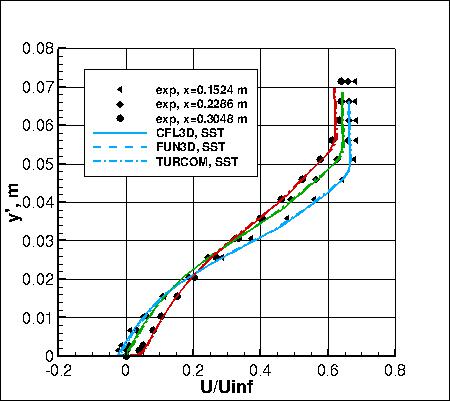 0.08
0.07
0.06
0.05
0.04
0.03
0.02
0.01
0
y', m
exp, x=0.1524 m
exp, x=0.2286 m
exp, x=0.3048 m
CFL3D, SST
FUN3D, SST
TURCOM, SST
-0.2 0 0.2 0.4 0.6 0.8
U/Uinf